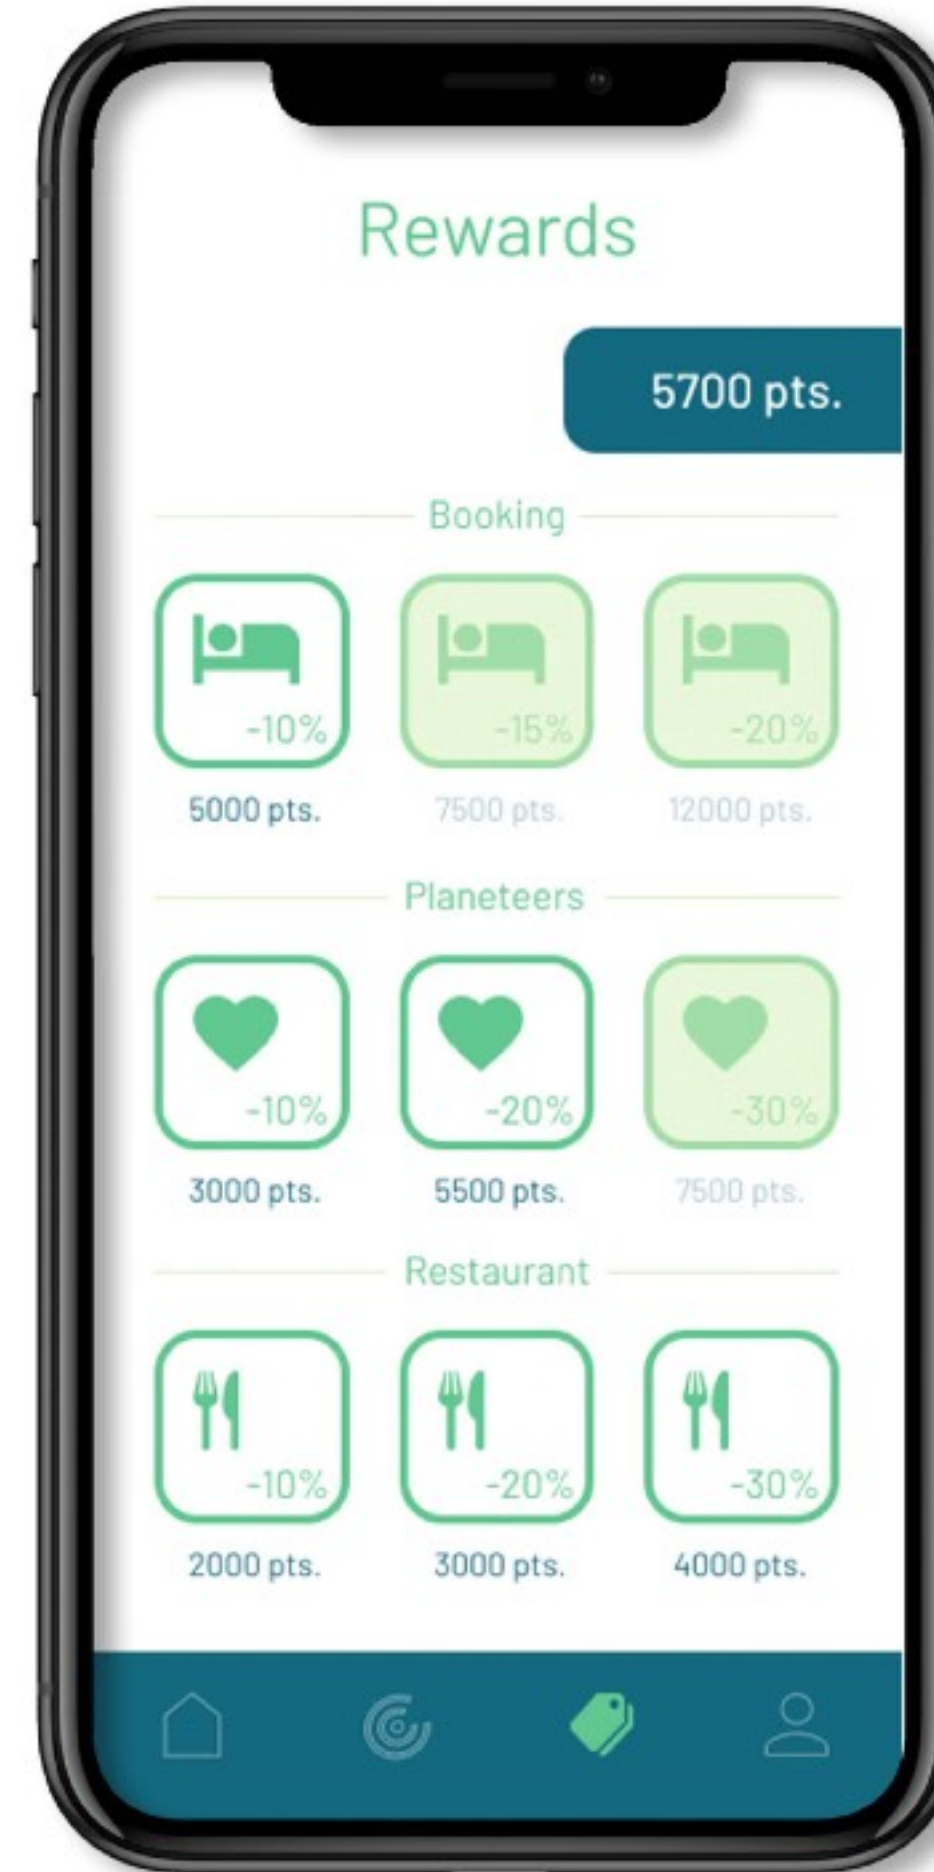 Rewards
5700 pts.
Booking
-10% -15% -20%
5000 pts. 7500 pts. 12000 pts.
Planeteers
-10% -20% -30%
3000 pts. 5500 pts. 7500 pts.
Restaurant
-10% -20% -30%
2000 pts. 3000 pts. 4000 pts.